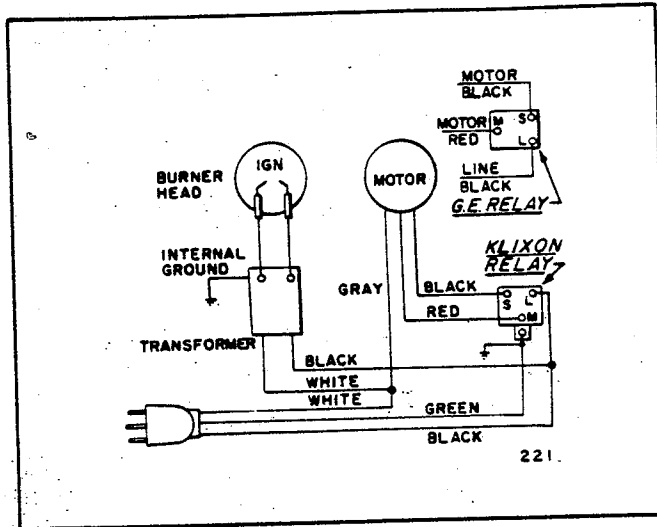 MOTOR
BLACK
M S
MOTOR
RED
L
LINE
BLACK
G.E. RELAY
BURNER
HEAD
IGN
MOTOR
KLIXON
RELAY
INTERNAL
GROUND
GRAY
BLACK
S L
RED
M
TRANSFORMER
BLACK
WHITE
WHITE
GREEN
BLACK
221